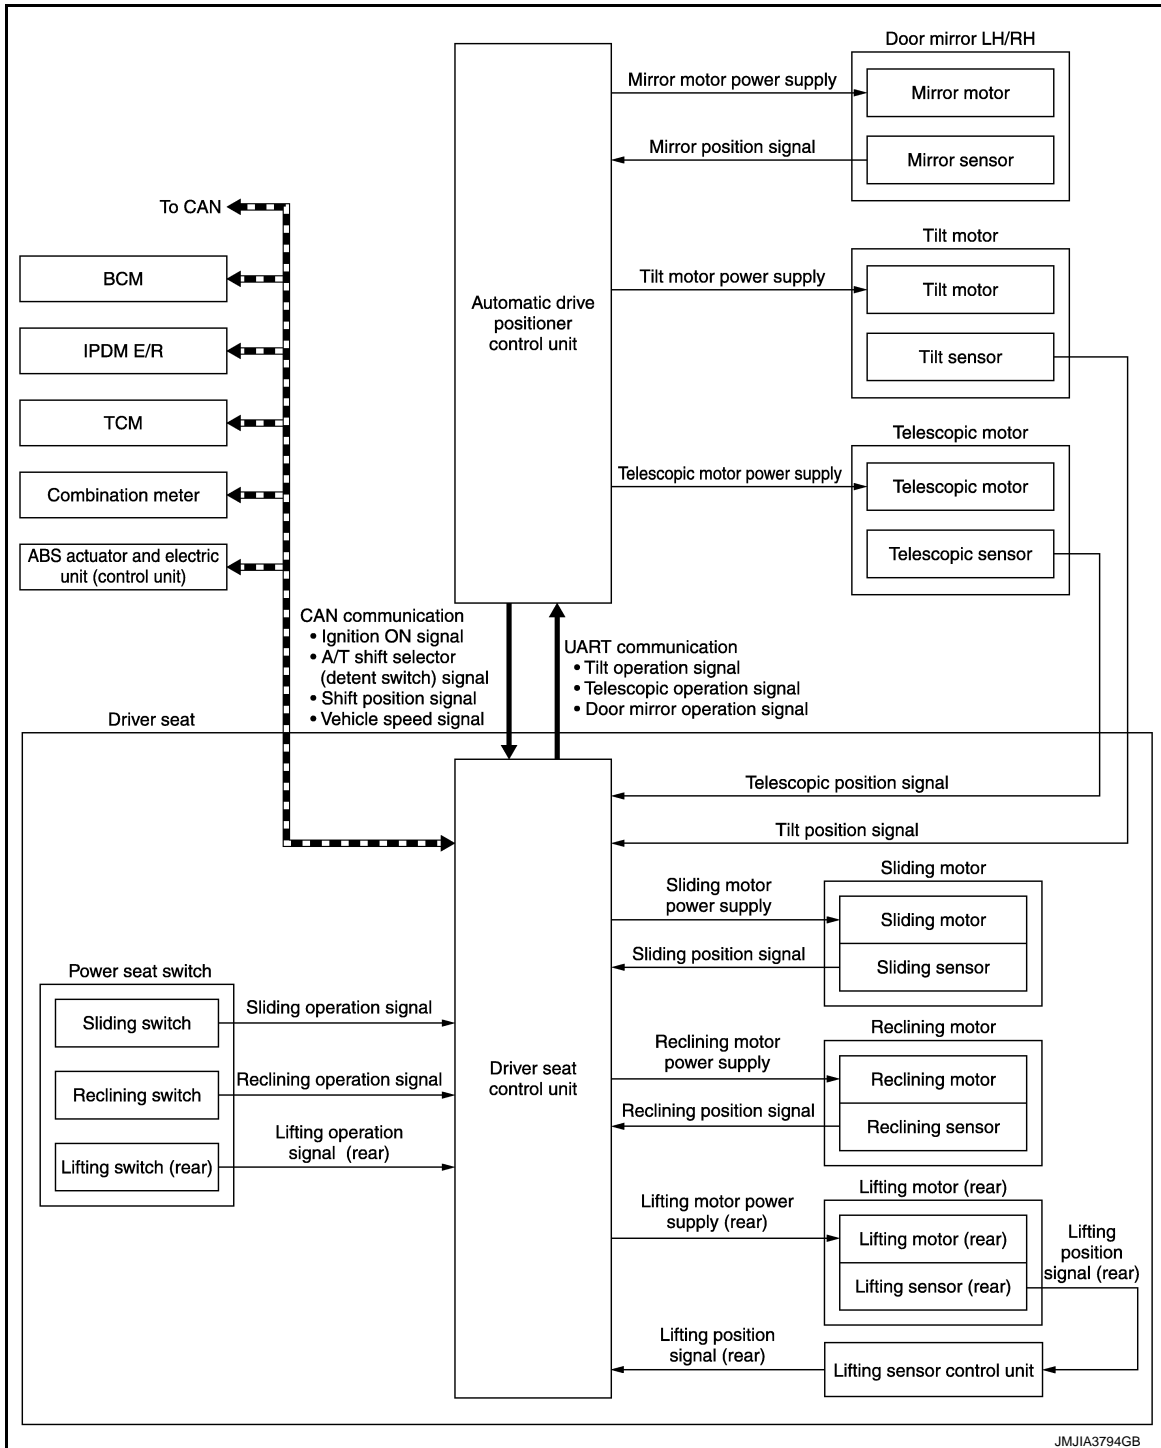 Door mirror LH/RH
Mirror motor power supply
Mirror motor
Mirror position signal
Mirror sensor
To CAN
BCM
IPDM E/R
TCM
Combination meter
ABS actuator and electric
unit (control unit)
Automatic drive
positioner
control unit
Tilt motor
Tilt motor power supply
Tilt motor
Tilt sensor
Telescopic motor
Telescopic motor power supply
Telescopic motor
Telescopic sensor
CAN communication
• Ignition ON signal
• A/T shift selector
(detent switch) signal
• Shift position signal
• Vehicle speed signal
UART communication
• Tilt operation signal
• Telescopic operation signal
• Door mirror operation signal
Driver seat
Telescopic position signal
Tilt position signal
Power seat switch
Sliding switch
Sliding operation signal
Reclining switch
Reclining operation signal
Lifting switch (rear)
Lifting operation
signal (rear)
Driver seat
control unit
Sliding motor
Sliding motor
power supply
Sliding motor
Sliding position signal
Sliding sensor
Reclining motor
Reclining motor
power supply
Reclining motor
Reclining position signal
Reclining sensor
Lifting motor (rear)
Lifting motor power
supply (rear)
Lifting motor (rear)
Lifting sensor (rear)
Lifting
position
signal (rear)
Lifting position
signal (rear)
Lifting sensor control unit
JMJIA3794GB